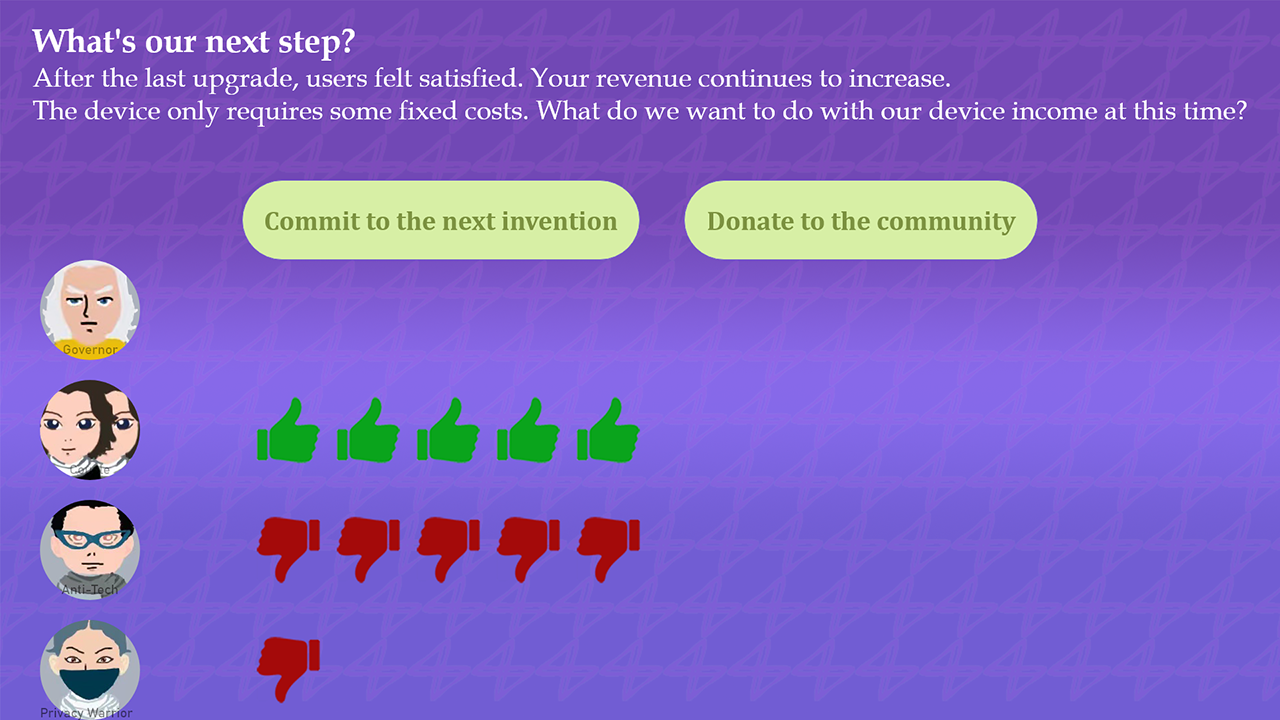 What's our next step?
After the last upgrade, users felt satisfied. Your revenue continues to increase.
The device only requires some fixed costs. What do we want to do with our device income at this time?
Commit to the next invention
Donate to the community
Governor
Anti-Tech
Privacy Warrior